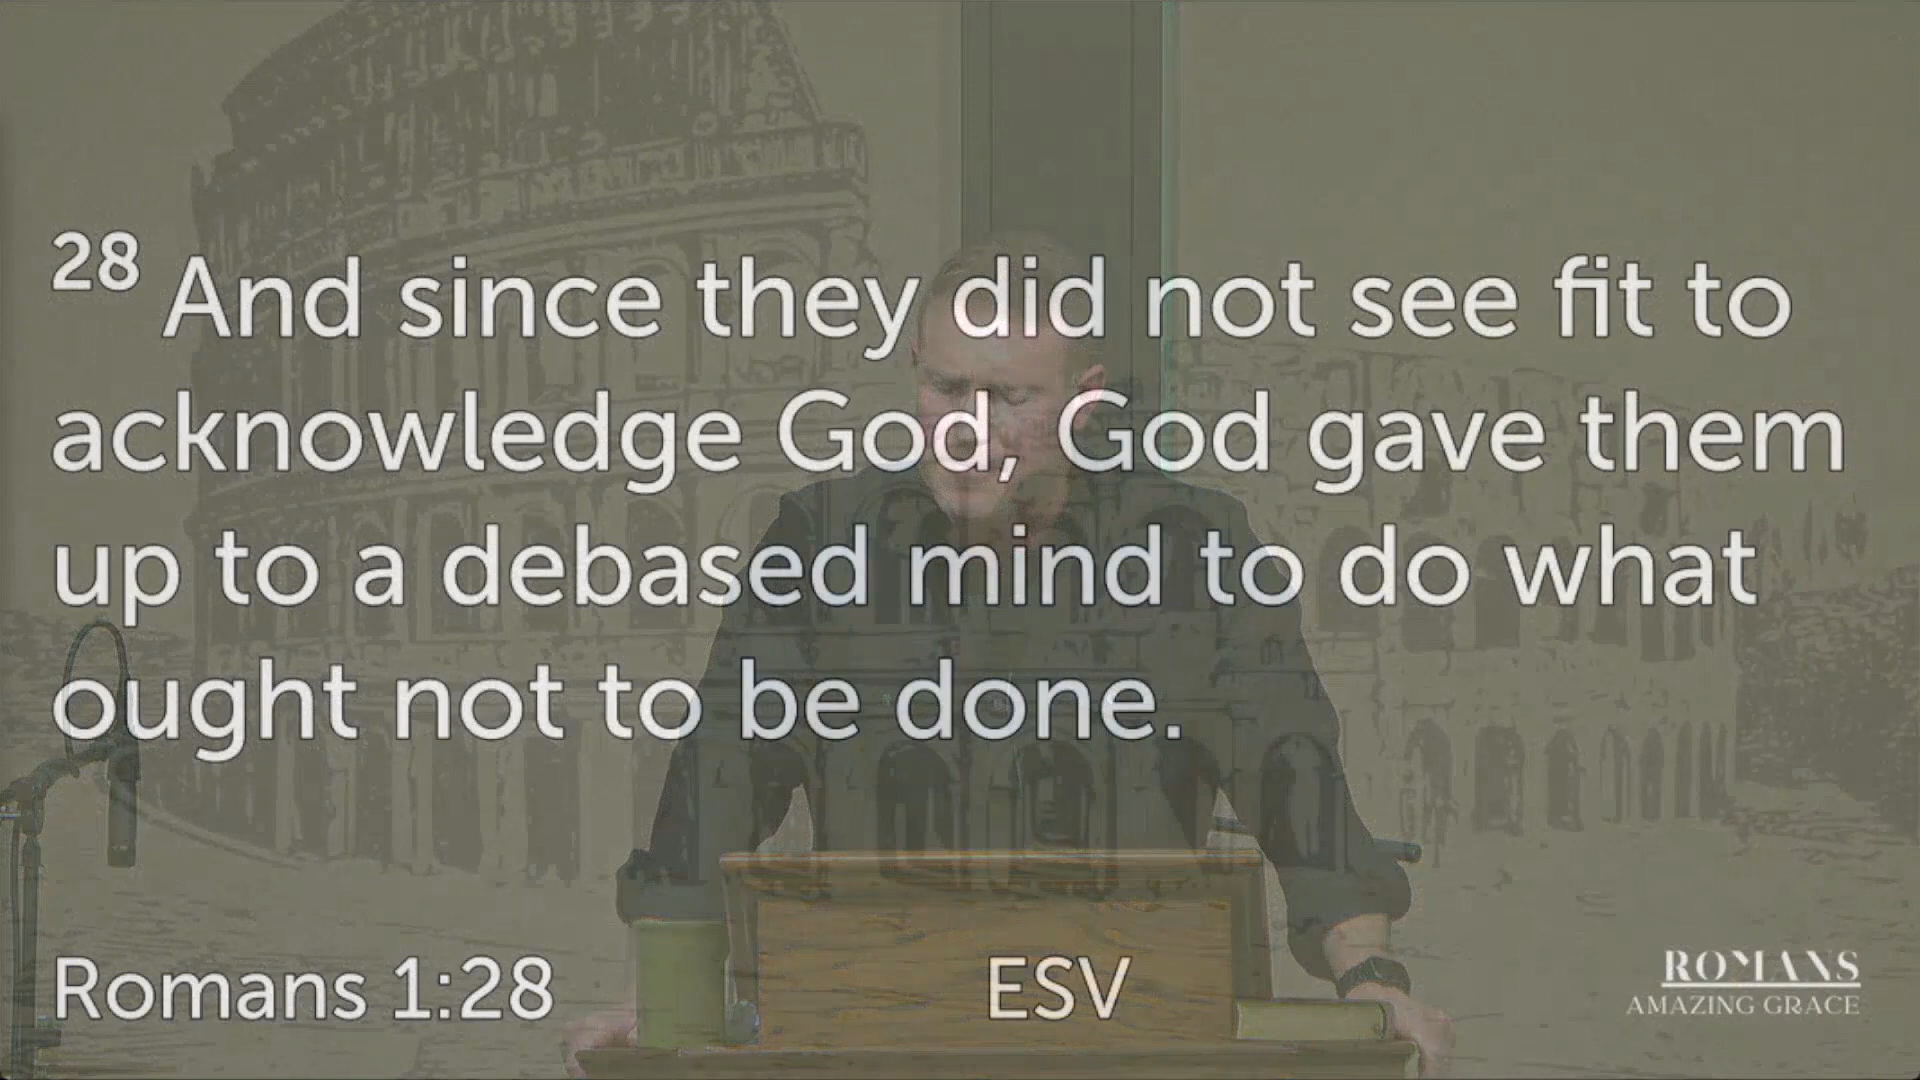 28 And since they did not see fit to
acknowledge God, God gave them
up to a debased mind to do what
ought not to be done.
Romans 1:28 ESV
ROMANS
AMAZING GRACE